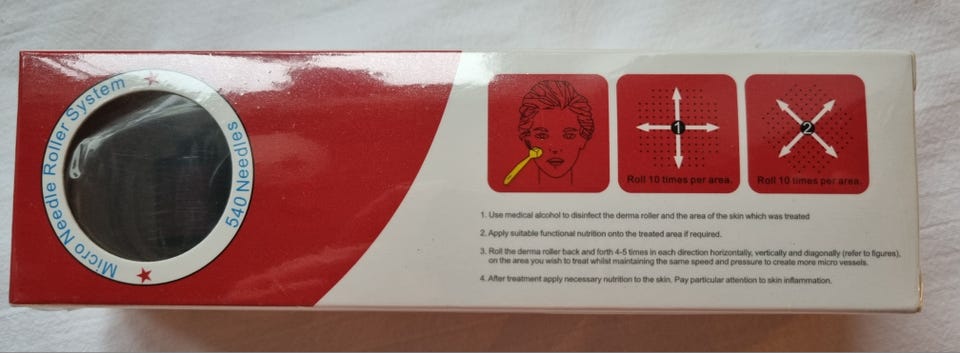 Micro Needle Roller System
540 Needles
1
2
Roll 10 times per area.
Roll 10 times per area.
1. Use medical alcohol to disinfect the derma roller and the area of the skin which was treated
2. Apply suitable functional nutrition onto the treated area if required.
3. Roll the derma roller back and forth 4-5 times in each direction horizontally, vertically and diagonally (refer to figures),
on the area you wish to treat whilst maintaining the same speed and pressure to create more micro vessels.
4. After treatment apply necessary nutrition to the skin. Pay particular attention to skin inflammation.